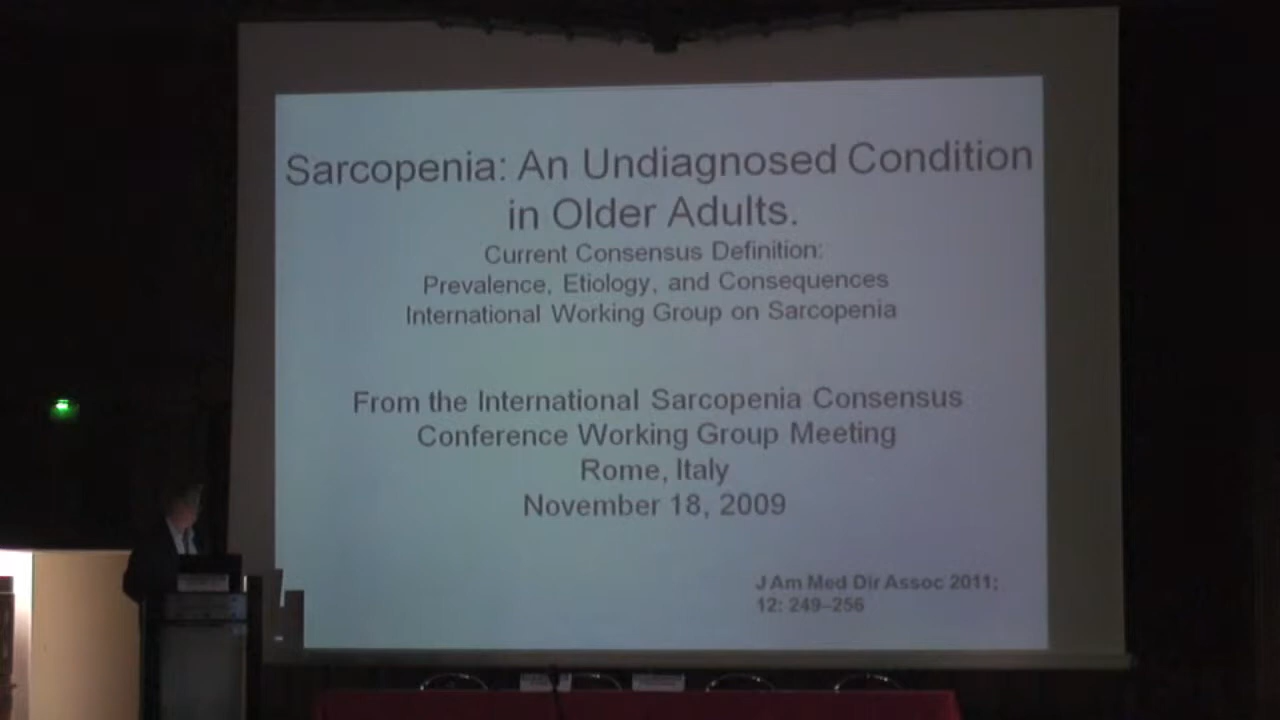 Sarcopenia: An Undiagnosed Condition
in Older Adults.
Current Consensus Definition:
Prevalence, Etiology, and Consequences
International Working Group on Sarcopenia
From the International Sarcopenia Consensus
Conference Working Group Meeting
Rome, Italy
November 18, 2009
J Am Med Dir Assoc 2011;
12: 249–256